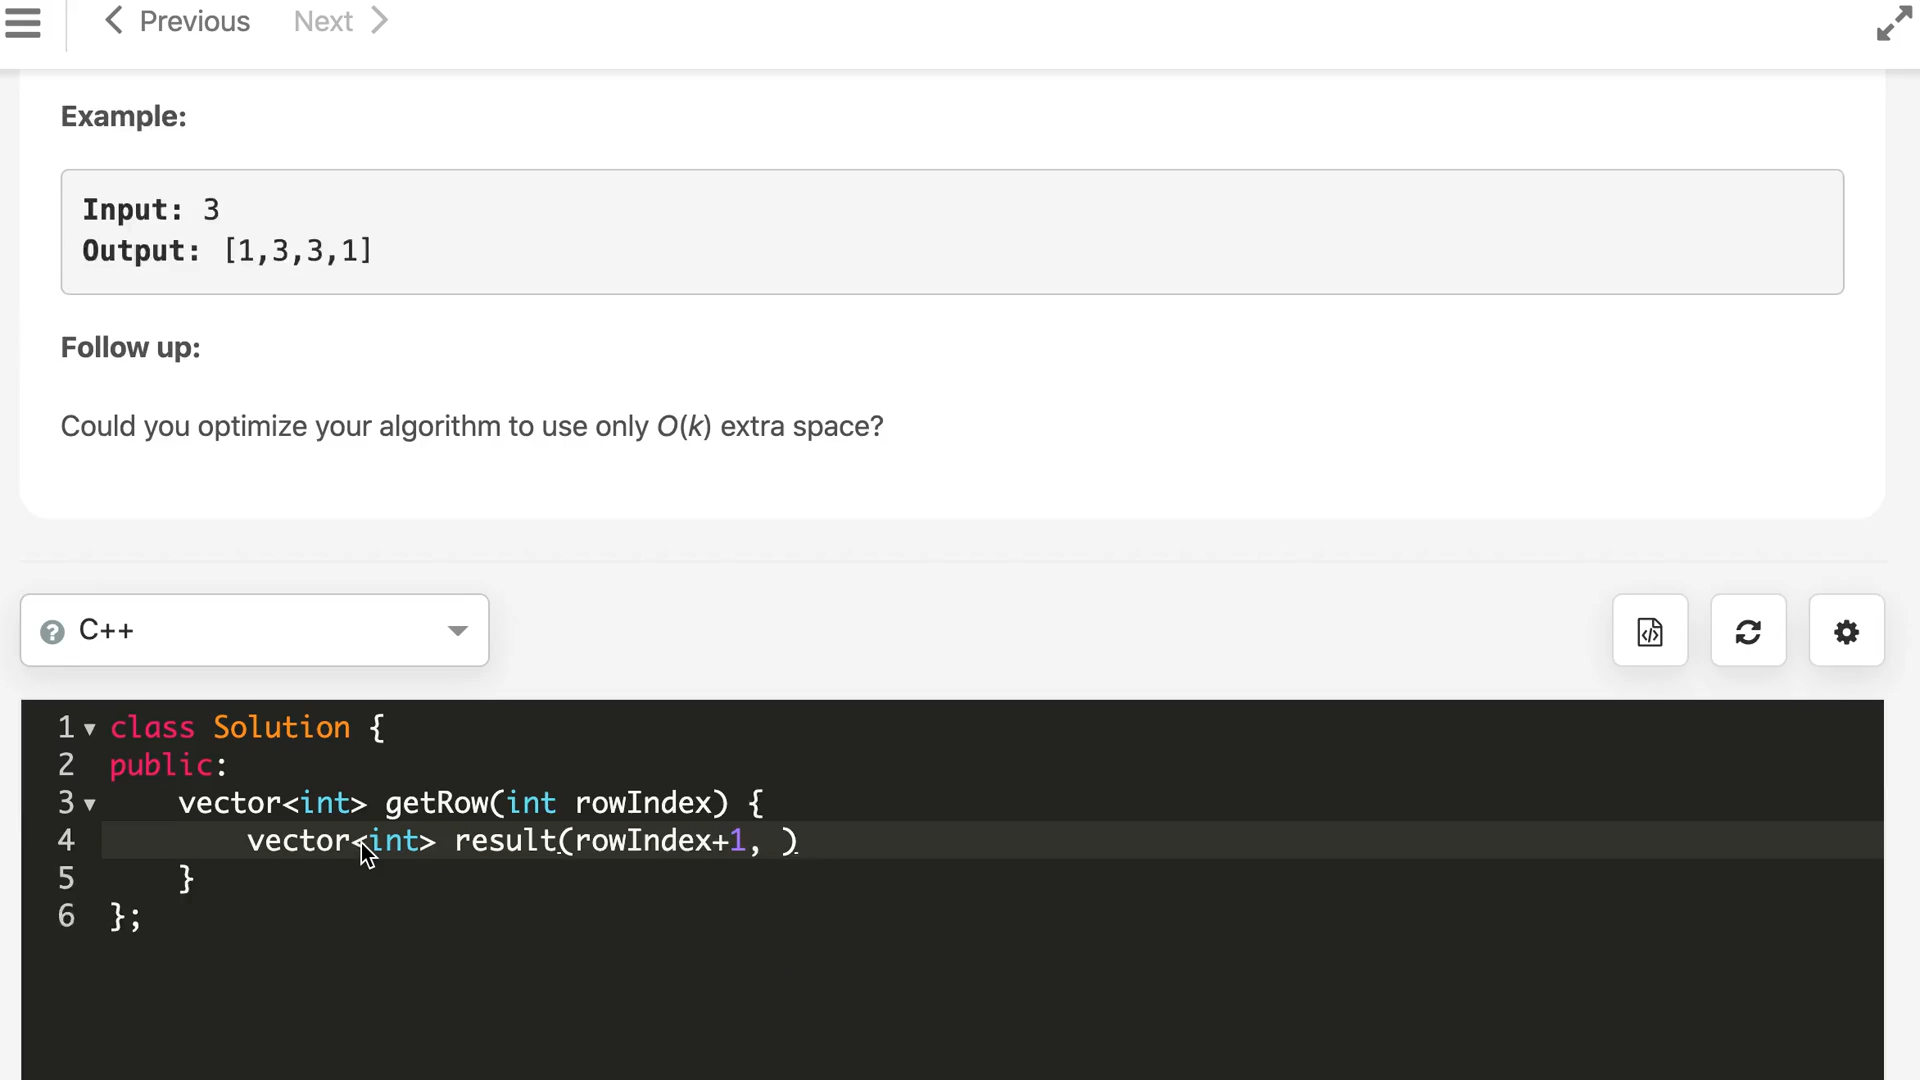 Previous Next
Example:
Input: 3
Output: [1,3,3,1]
Follow up:
Could you optimize your algorithm to use only O(k) extra space?
? C++
</>
1 class Solution {
2 public:
3     vector<int> getRow(int rowIndex) {
4         vector<int> result(rowIndex+1, )
5     }
6 };